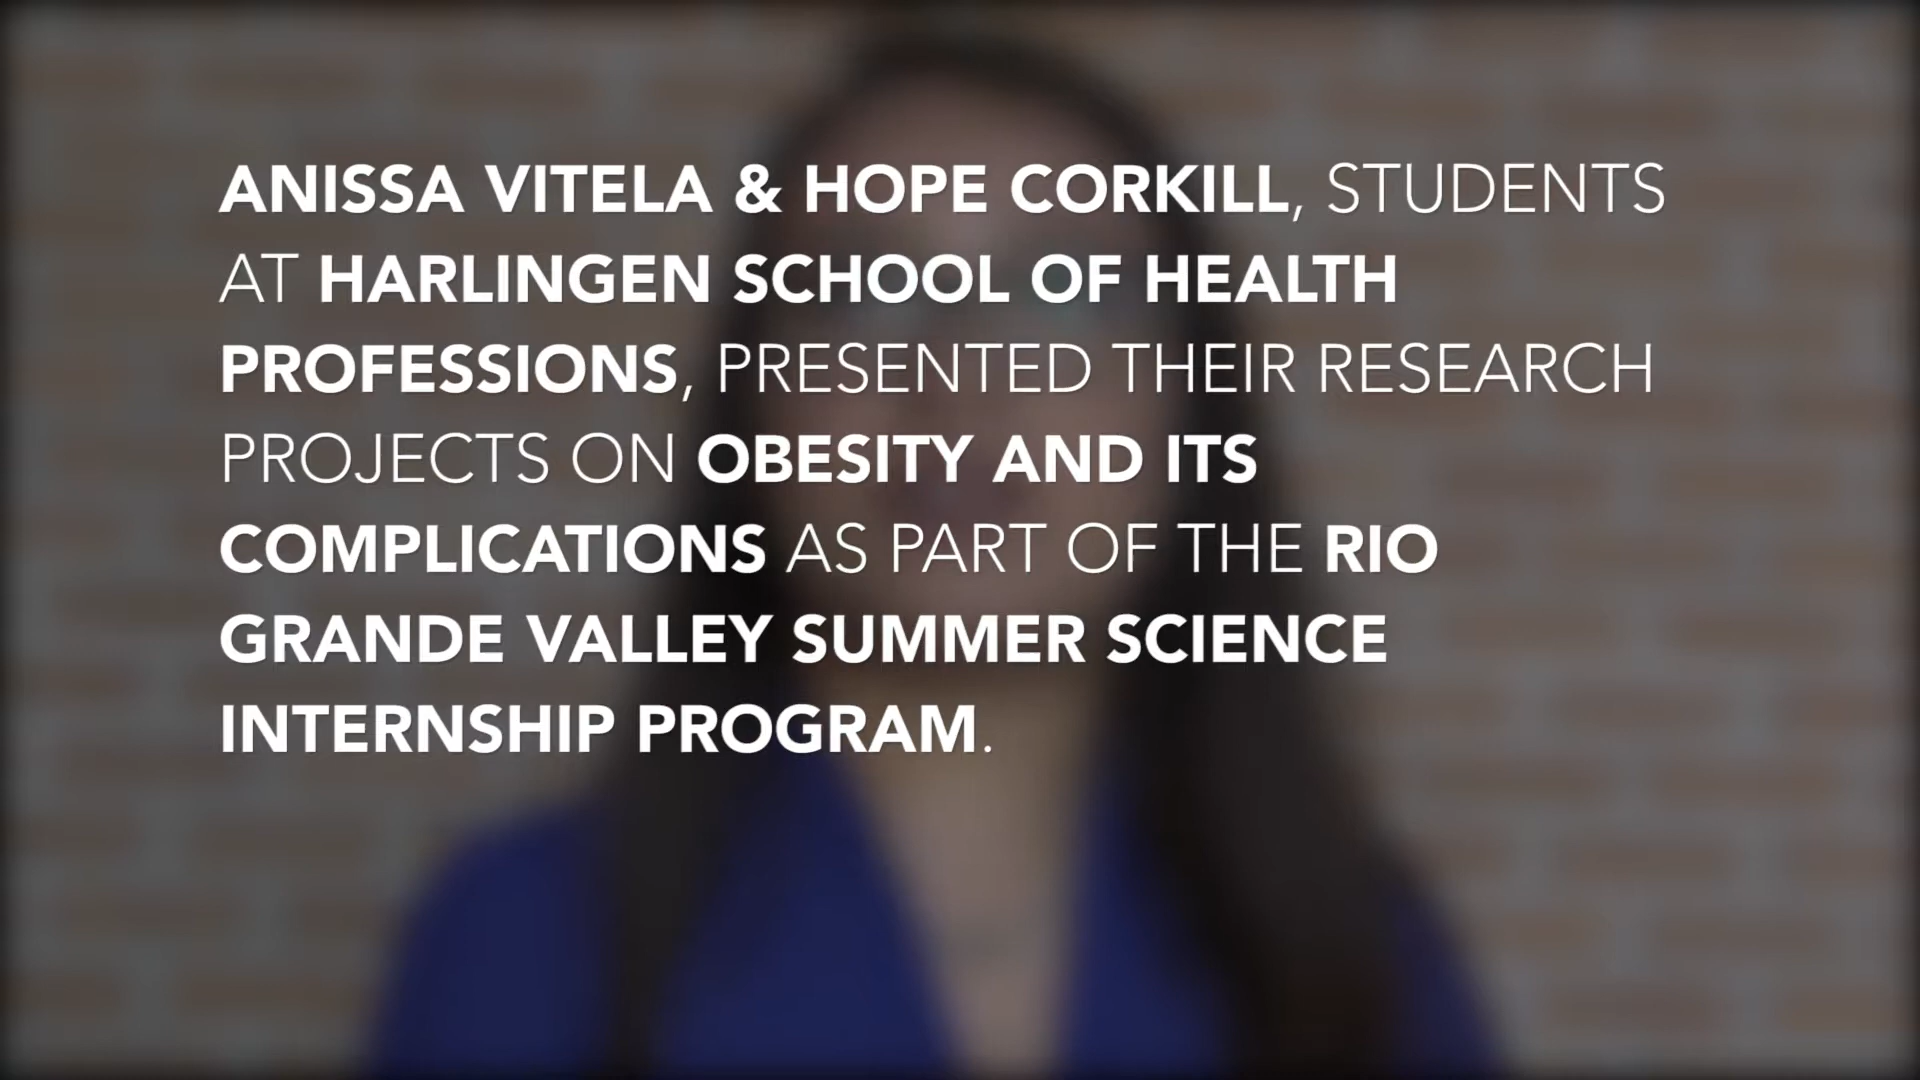 ANISSA VITELA & HOPE CORKILL, STUDENTS
AT HARLINGEN SCHOOL OF HEALTH
PROFESSIONS, PRESENTED THEIR RESEARCH
PROJECTS ON OBESITY AND ITS
COMPLICATIONS AS PART OF THE RIO
GRANDE VALLEY SUMMER SCIENCE
INTERNSHIP PROGRAM.